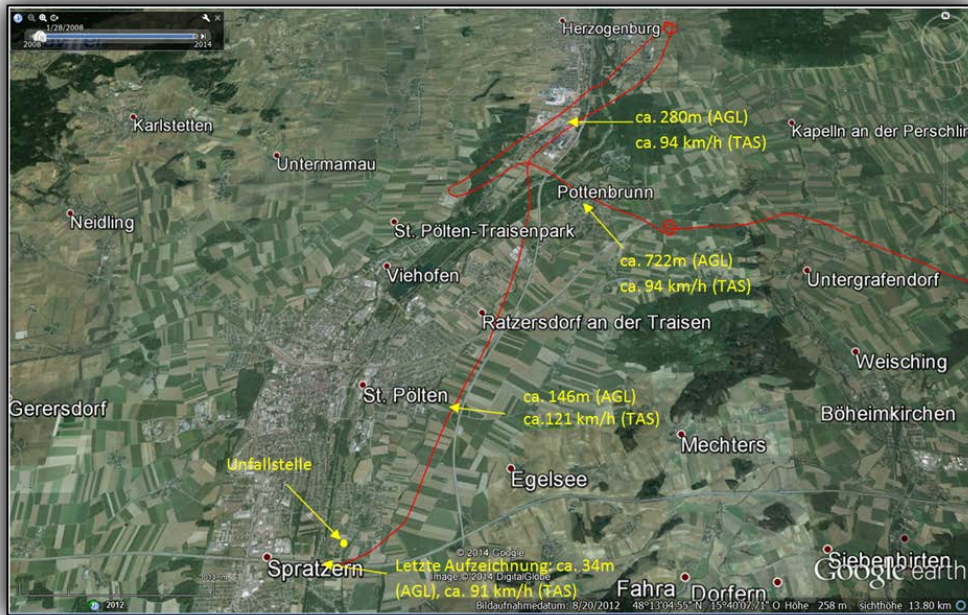 1/28/2008
2008
2014
Herzogenburg
Karlstetten
ca. 280m (AGL)
ca. 94 km/h (TAS)
Kapelln an der Perschlin
Untermamau
Pottenbrunn
Neidling
St. Pölten-Traisenpark
ca. 722m (AGL)
ca. 94 km/h (TAS)
Viehofen
Untergrafendorf
Ratzersdorf an der Traisen
Weisching
St. Pölten
ca. 146m (AGL)
ca.121 km/h (TAS)
Gerersdorf
Böheimkirchen
Mechters
Unfallstelle
Egelsee
© 2014 Google
Spratzern
Letzte Aufzeichnung: ca. 34m
(AGL), ca. 91 km/h (TAS)
Image © 2014 DigitalGlobe
Siebenhirten
Fahra
Dorfern
Google earth
2012
Bildaufnahmedatum: 8/20/2012 48°13'04.55" N 15°40'07.71" O Höhe 258 m sichthöhe 13.80 km